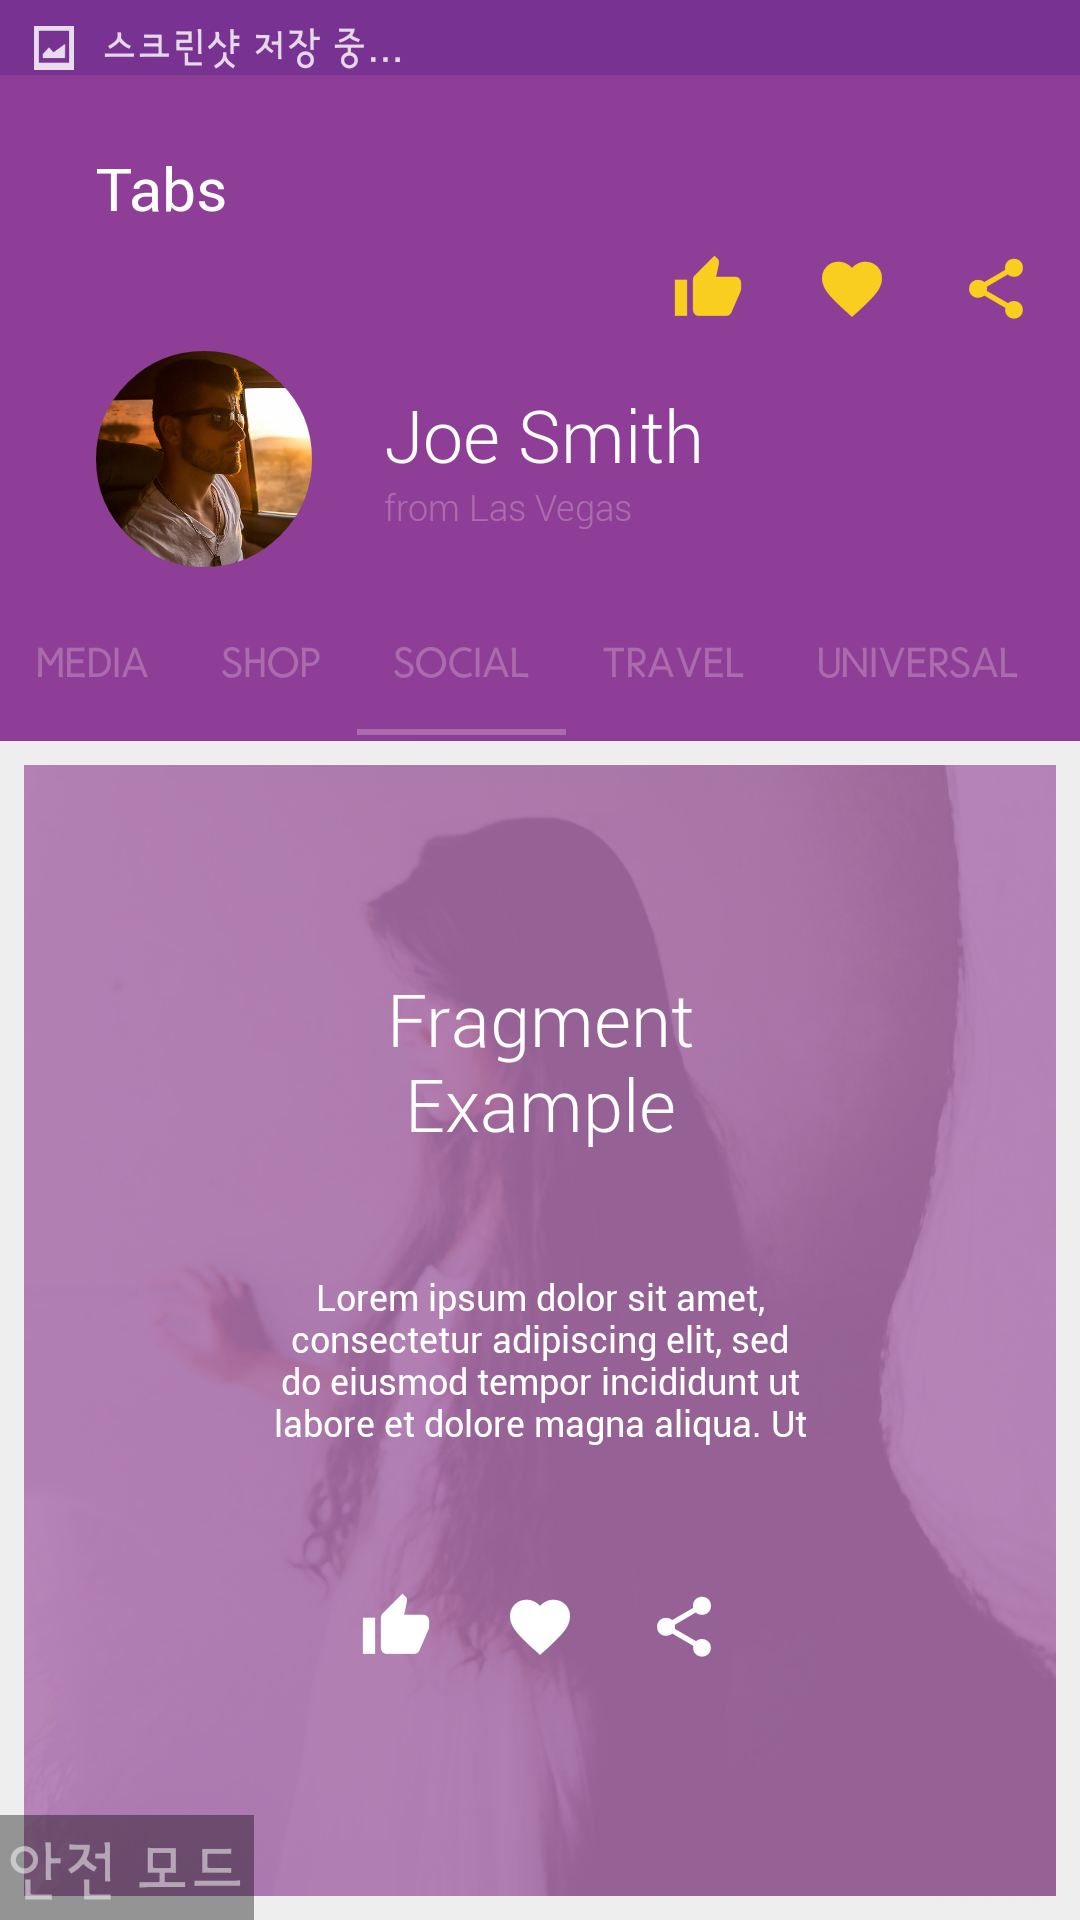 스크린샷 저장 중...
Tabs
Joe Smith
from Las Vegas
MEDIA SHOP SOCIAL TRAVEL UNIVERSAL
Fragment
Example
Lorem ipsum dolor sit amet,
consectetur adipiscing elit, sed
do eiusmod tempor incididunt ut
labore et dolore magna aliqua. Ut
안전 모드